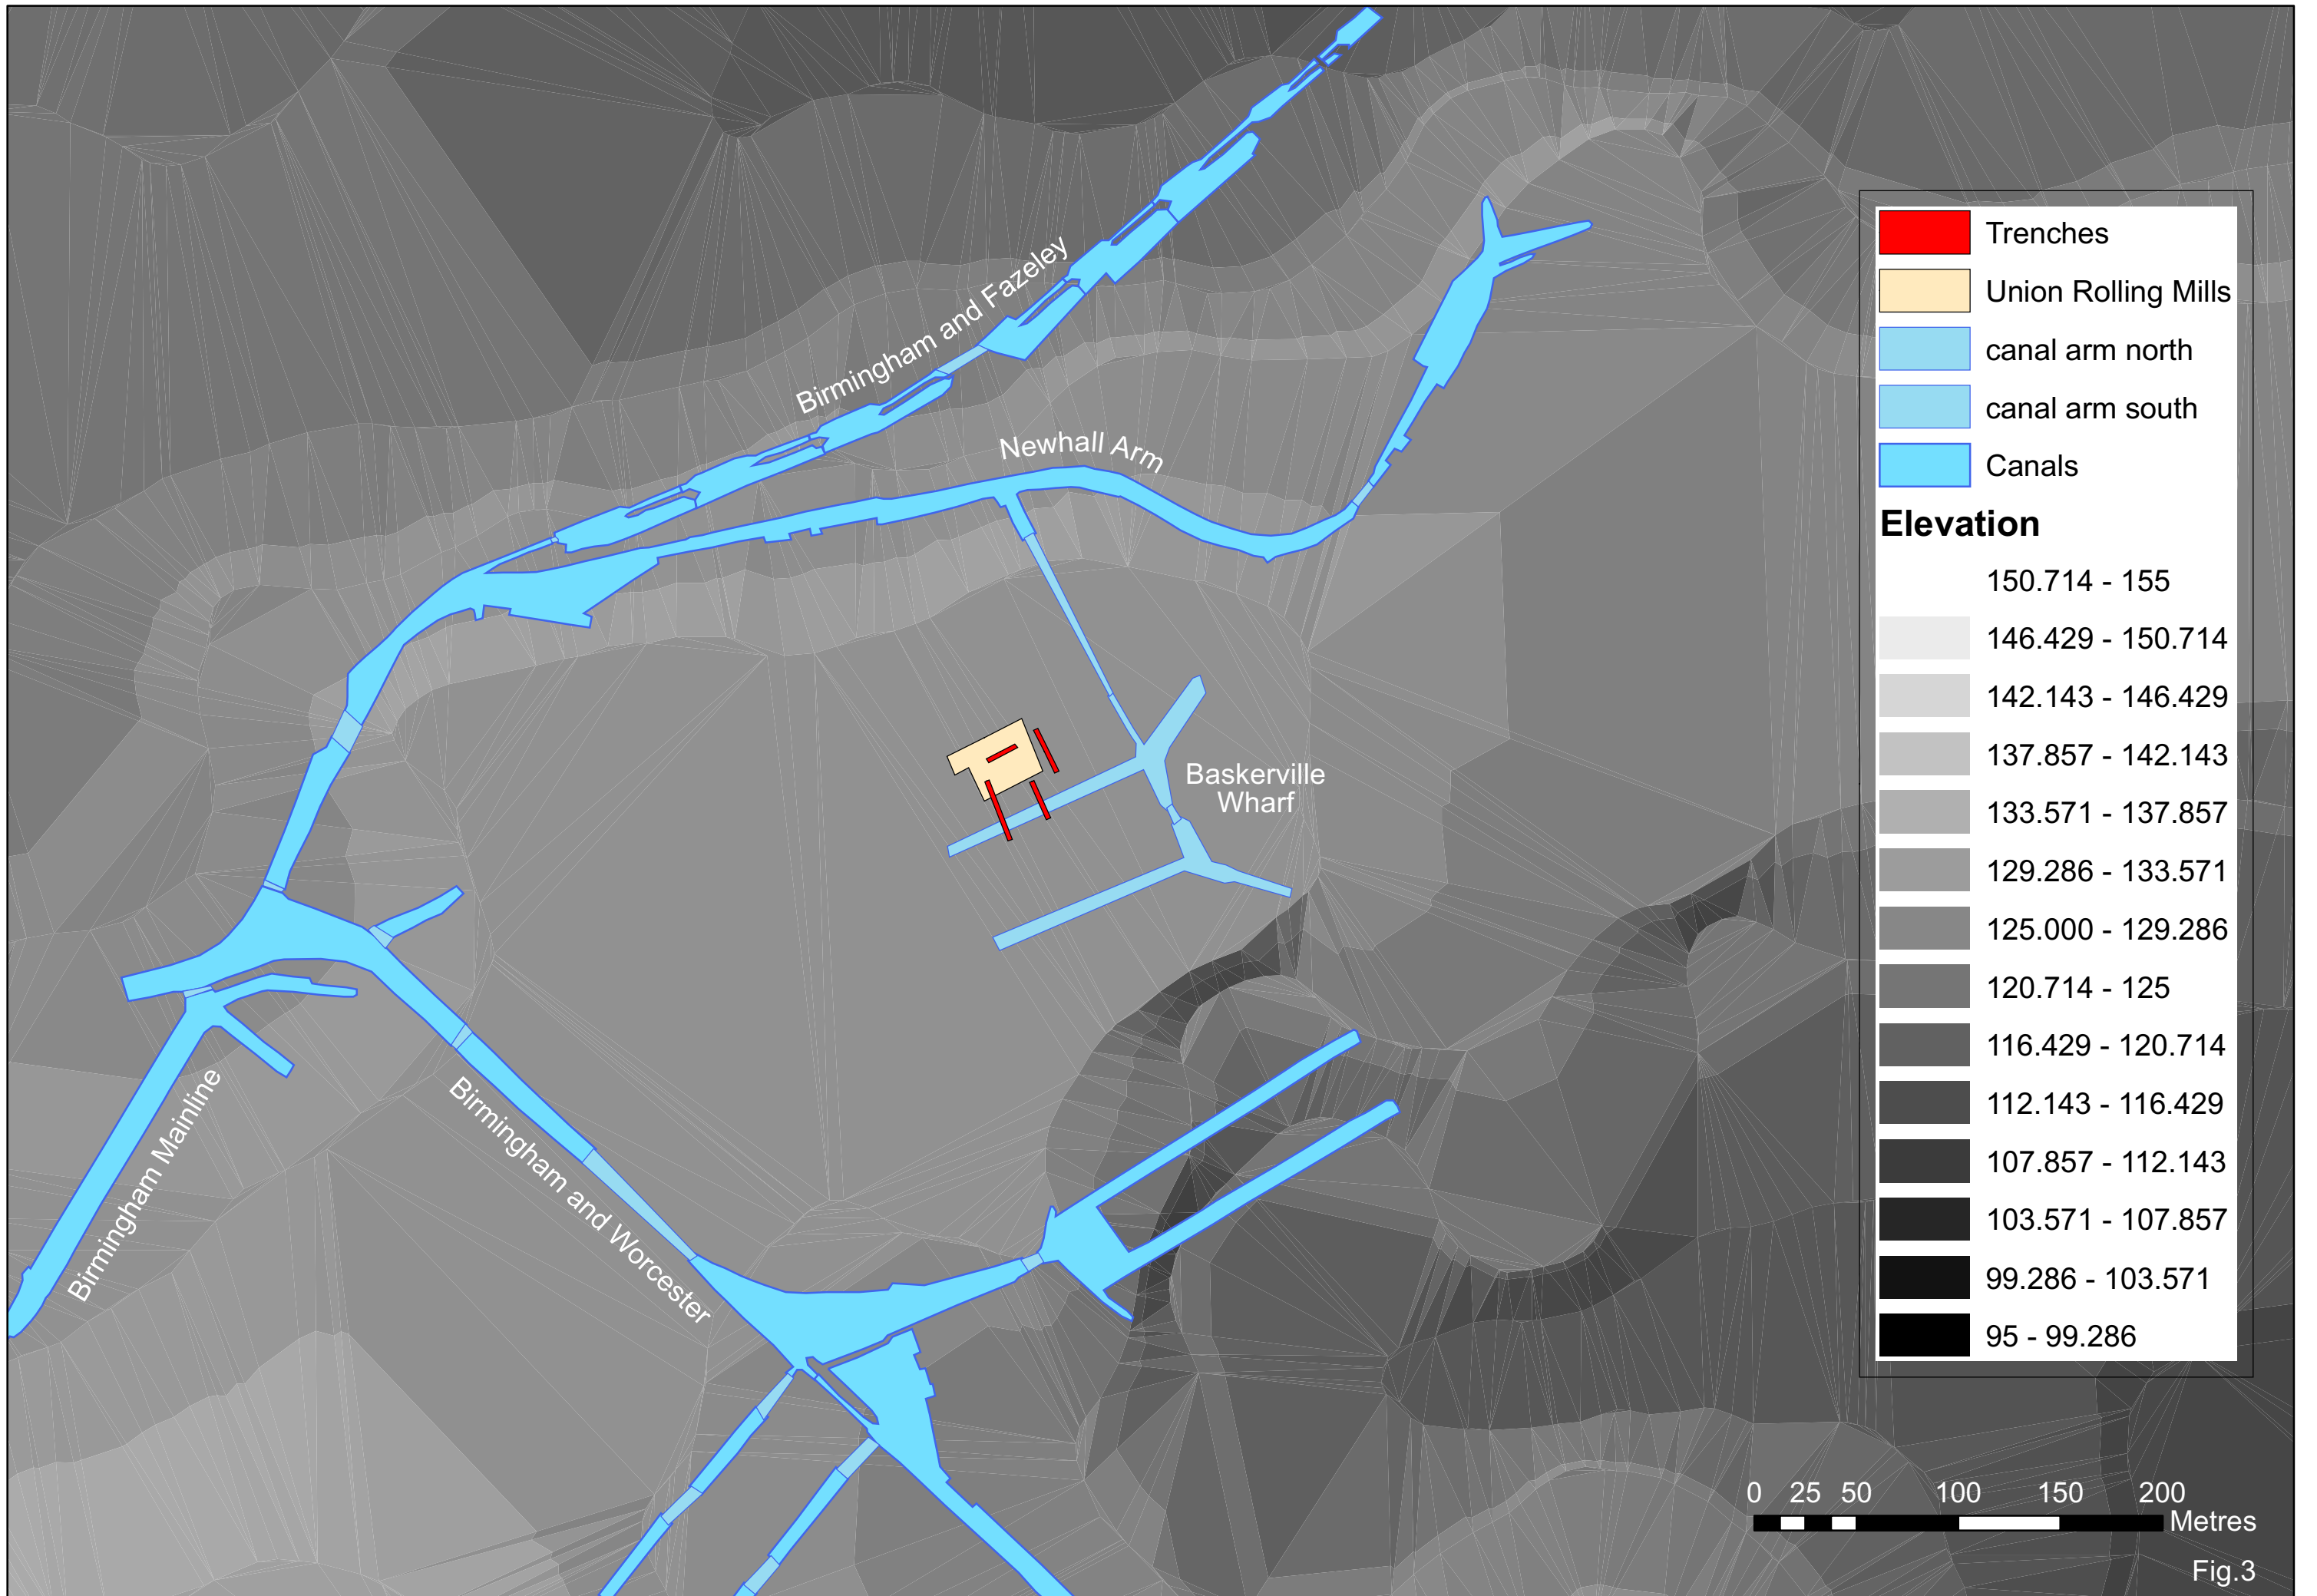 Birmingham and Fazeley
Newhall Arm
Baskerville
Wharf
Birmingham Mainline
Birmingham and Worcester
Trenches
Union Rolling Mills
canal arm north
canal arm south
Canals
Elevation
150.714 - 155
146.429 - 150.714
142.143 - 146.429
137.857 - 142.143
133.571 - 137.857
129.286 - 133.571
125.000 - 129.286
120.714 - 125
116.429 - 120.714
112.143 - 116.429
107.857 - 112.143
103.571 - 107.857
99.286 - 103.571
95 - 99.286
0 25 50 100 150 200
Metres
Fig.3